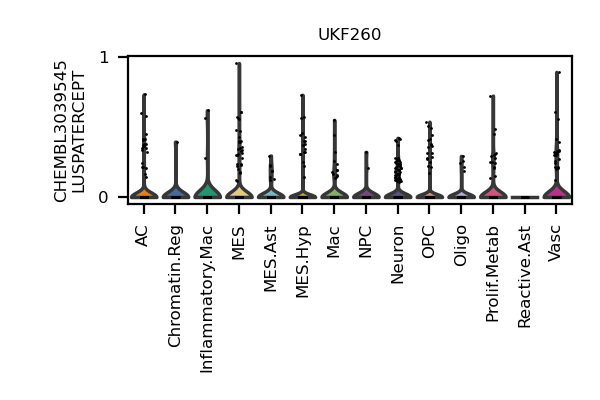 UKF260
CHEMBL3039545
LUSPATERCEPT
1
0
AC
Chromatin.Reg
Inflammatory.Mac
MES
MES.Ast
MES.Hyp
Mac
NPC
Neuron
OPC
Oligo
Prolif.Metab
Reactive.Ast
Vasc